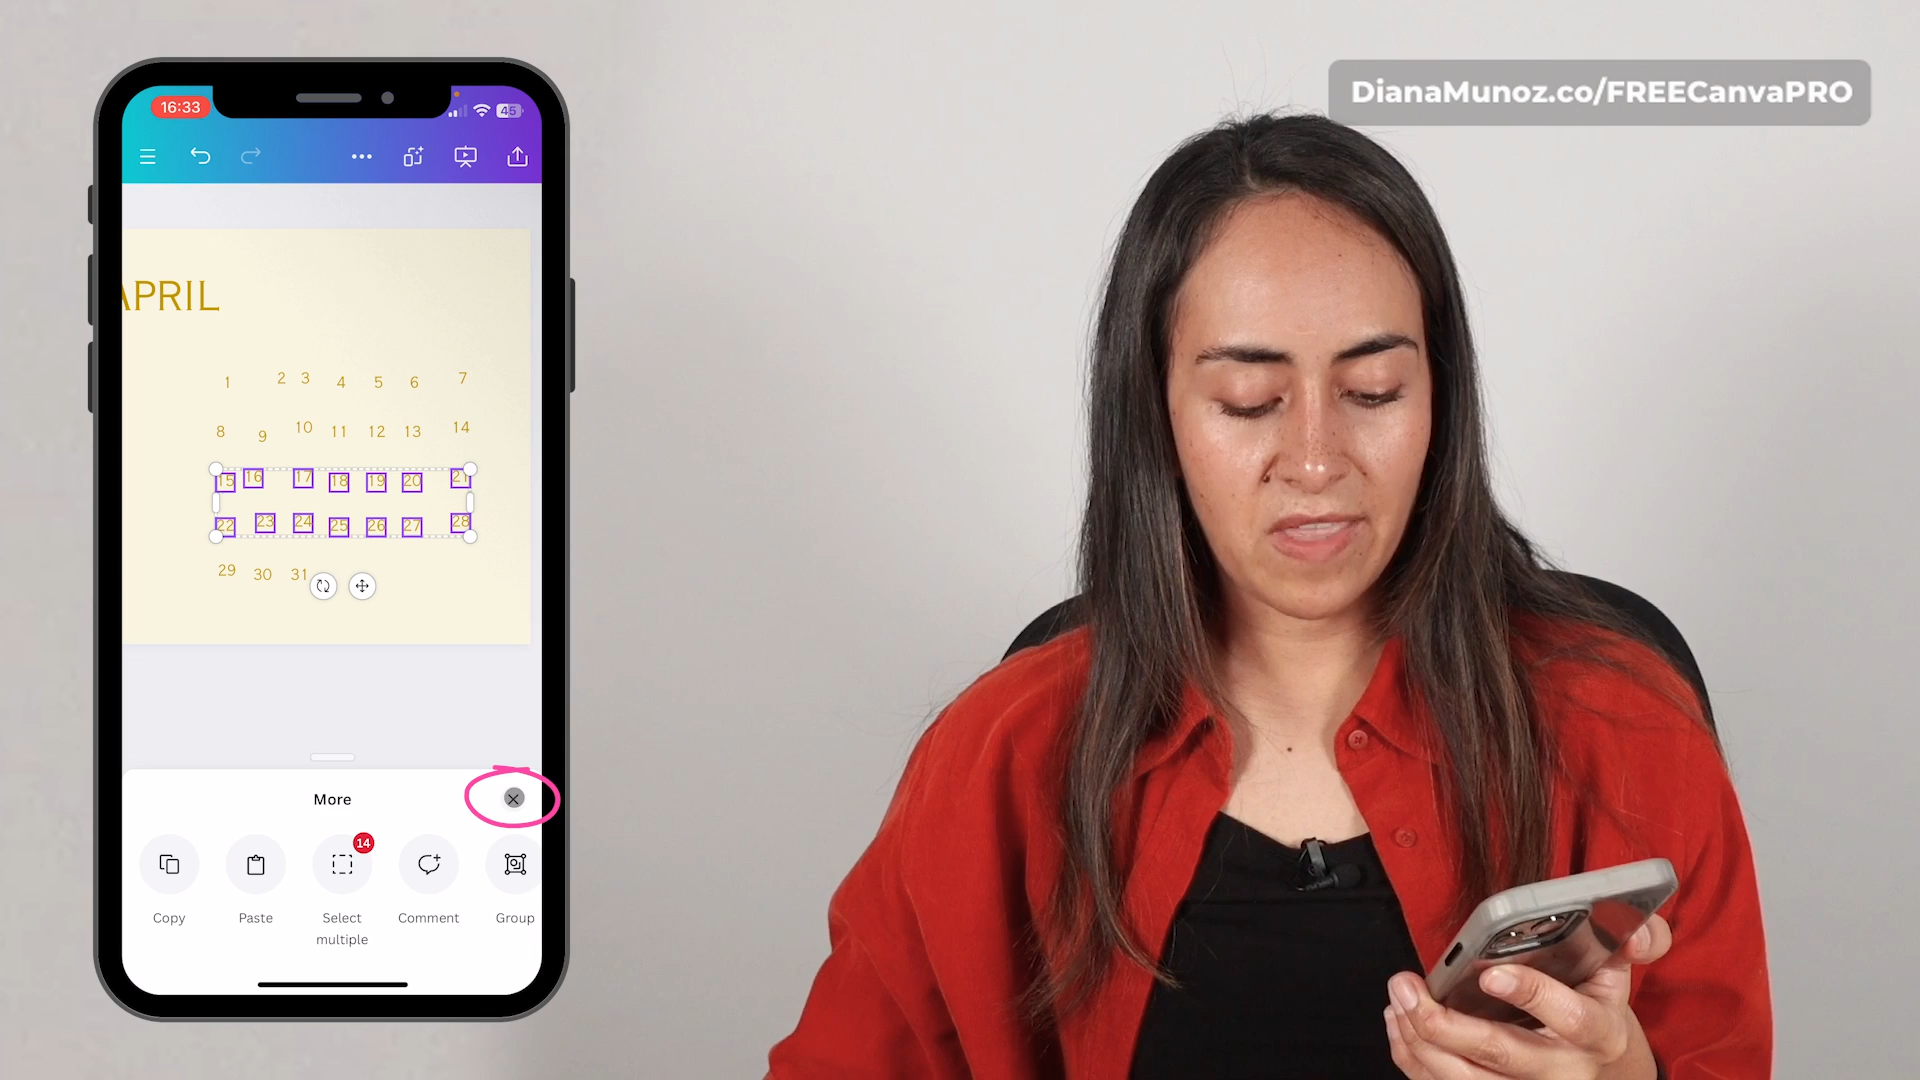 DianaMunoz.co/FREECanvaPRO
16:33
45
APRIL
1 2 3 4 5 6 7
8 9 10 11 12 13 14
15 16 17 18 19 20 21
22 23 24 25 26 27 28
29 30 31
More
14
Copy
Paste
Select
multiple
Comment
Group